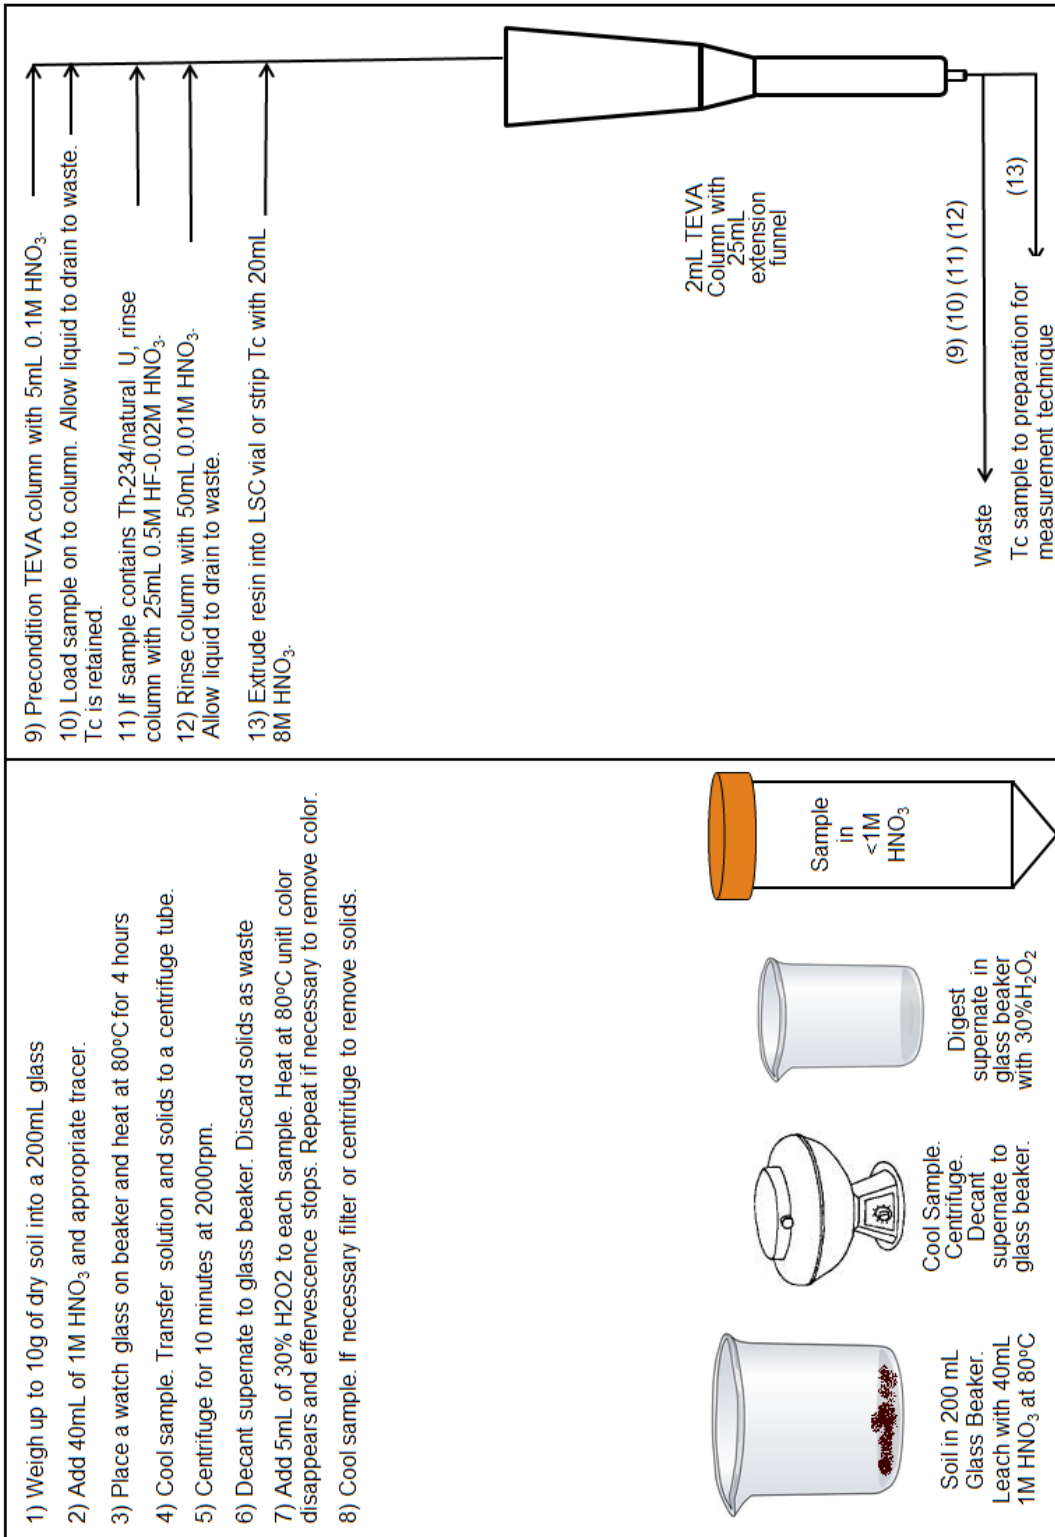 1) Weigh up to 10g of dry soil into a 200mL glass
2) Add 40mL of 1M HNO₃ and appropriate tracer.
3) Place a watch glass on beaker and heat at 80ºC for 4 hours
4) Cool sample. Transfer solution and solids to a centrifuge tube.
5) Centrifuge for 10 minutes at 2000rpm.
6) Decant supernate to glass beaker. Discard solids as waste
7) Add 5mL of 30% H2O2 to each sample. Heat at 80ºC unitl color
disappears and effervescence stops. Repeat if necessary to remove color.
8) Cool sample. If necessary filter or centrifuge to remove solids.
Soil in 200 mL
Glass Beaker.
Leach with 40mL
1M HNO₃ at 80ºC
Cool Sample.
Centrifuge.
Decant
supernate to
glass beaker.
Digest
supernate in
glass beaker
with 30%H₂O₂
Sample
in
<1M
HNO₃
9) Precondition TEVA column with 5mL 0.1M HNO₃.
10) Load sample on to column. Allow liquid to drain to waste.
Tc is retained.
11) If sample contains Th-234/natural U, rinse
column with 25mL 0.5M HF-0.02M HNO₃.
12) Rinse column with 50mL 0.01M HNO₃.
Allow liquid to drain to waste.
13) Extrude resin into LSC vial or strip Tc with 20mL
8M HNO₃.
2mL TEVA
Column with
25mL
extension
funnel
(9) (10) (11) (12)
Waste
(13)
Tc sample to preparation for
measurement technique